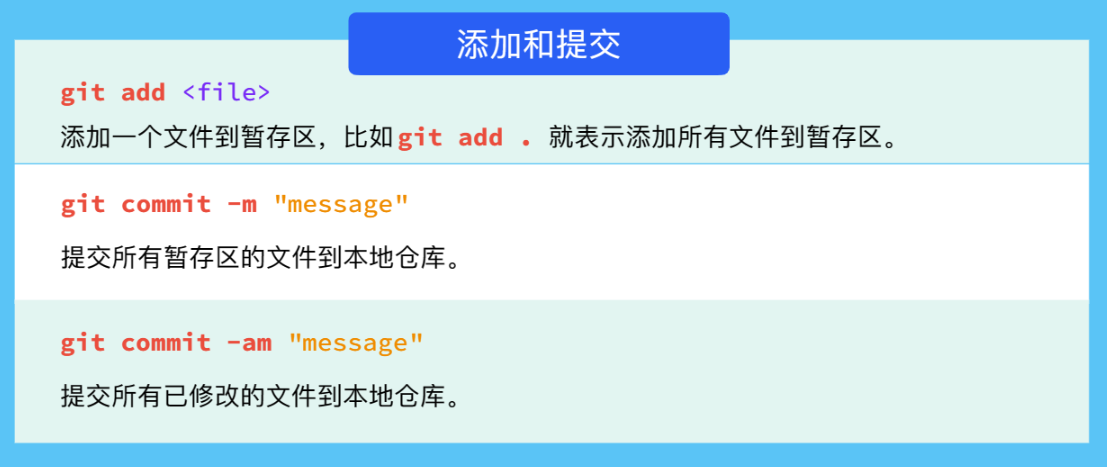 添加和提交
git add <file>
添加一个文件到暂存区，比如git add . 就表示添加所有文件到暂存区。
git commit -m "message"
提交所有暂存区的文件到本地仓库。
git commit -am "message"
提交所有已修改的文件到本地仓库。